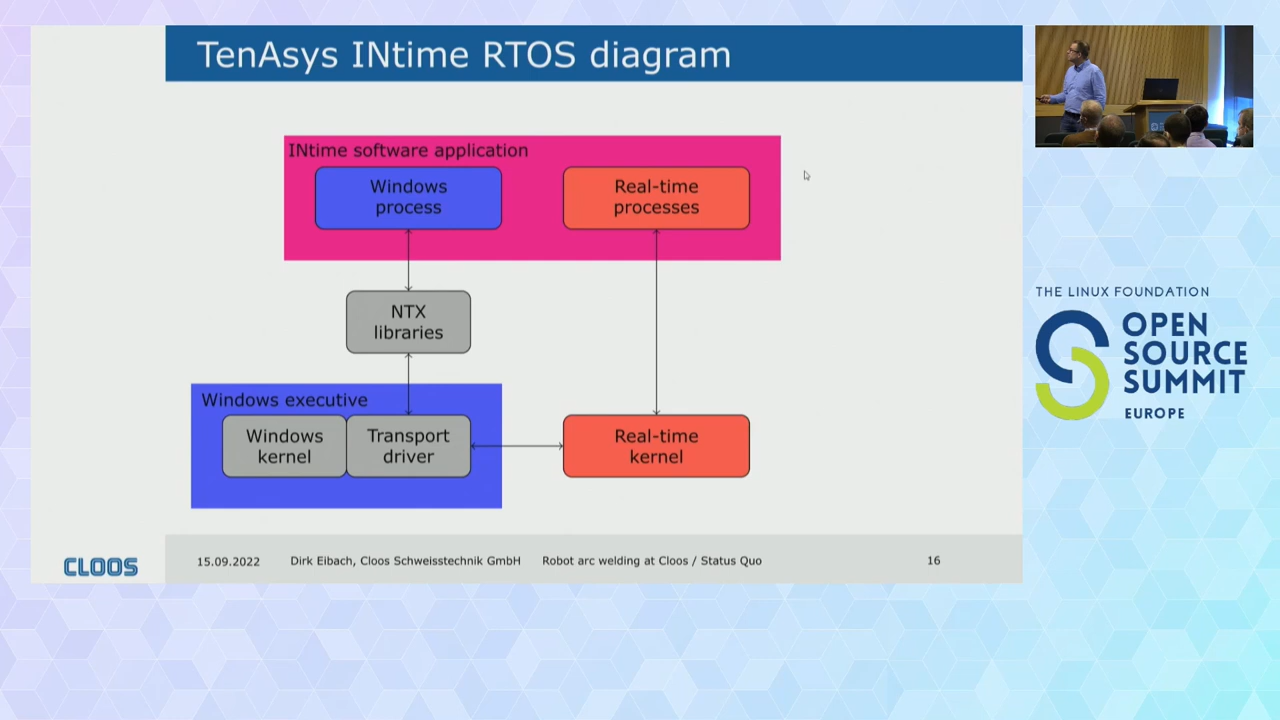 TenAsys INtime RTOS diagram
INtime software application
Windows
process
Real-time
processes
NTX
libraries
Windows executive
Windows
kernel
Transport
driver
Real-time
kernel
CLOOS
15.09.2022
Dirk Eibach, Cloos Schweisstechnik GmbH
Robot arc welding at Cloos / Status Quo
16
THE LINUX FOUNDATION
OPEN
SOURCE
SUMMIT
EUROPE